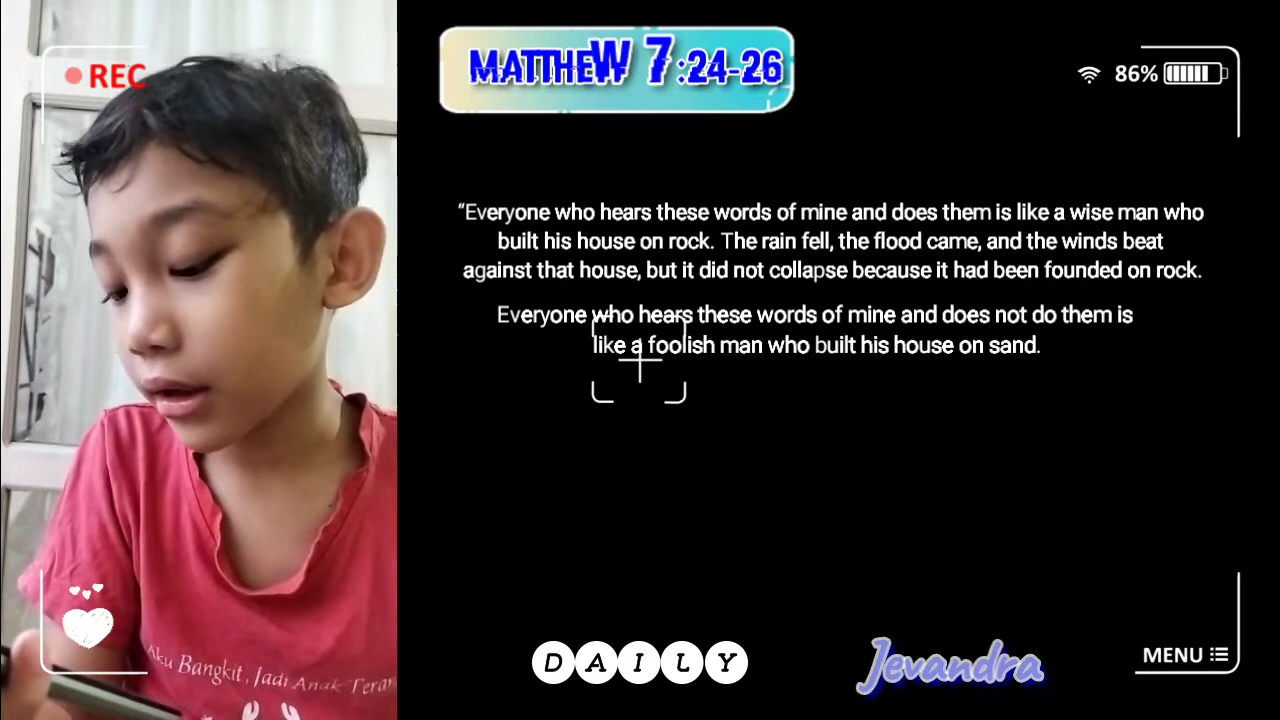 REC
MATTHEW 7:24-26
86%
“Everyone who hears these words of mine and does them is like a wise man who
built his house on rock. The rain fell, the flood came, and the winds beat
against that house, but it did not collapse because it had been founded on rock.
Everyone who hears these words of mine and does not do them is
like a foolish man who built his house on sand.
Aku Bangkit, Jadi Anak Teran
DAILY
Jevandra
MENU